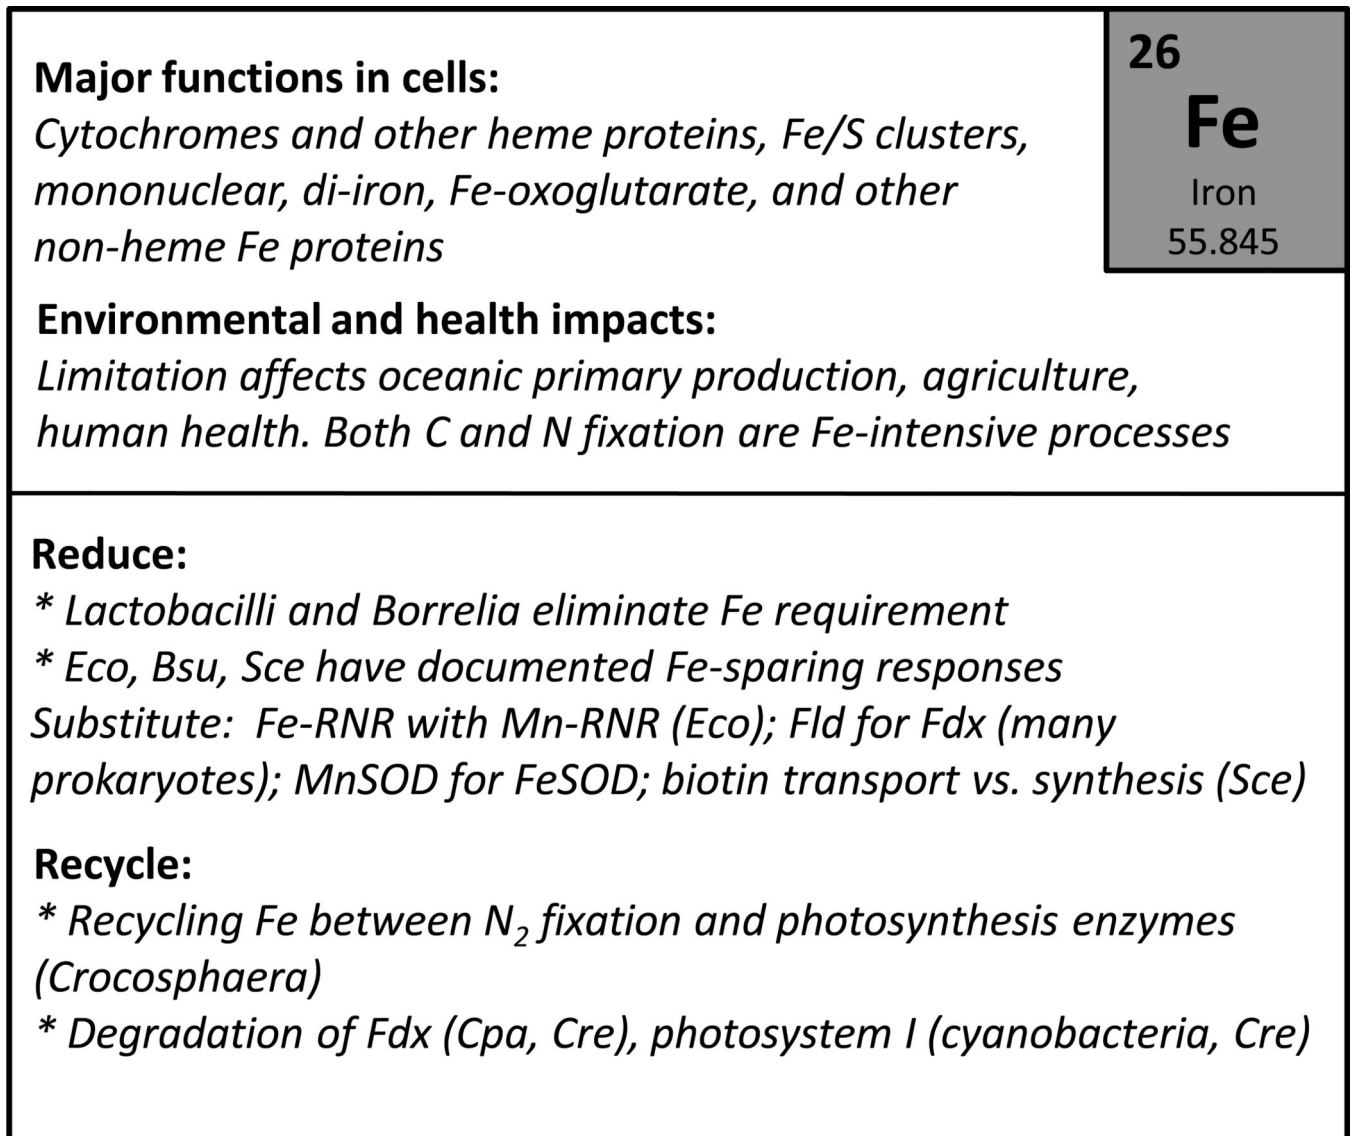 Major functions in cells:
Cytochromes and other heme proteins, Fe/S clusters,
mononuclear, di-iron, Fe-oxoglutarate, and other
non-heme Fe proteins
26
Fe
Iron
55.845
Environmental and health impacts:
Limitation affects oceanic primary production, agriculture,
human health. Both C and N fixation are Fe-intensive processes
Reduce:
* Lactobacilli and Borrelia eliminate Fe requirement
* Eco, Bsu, Sce have documented Fe-sparing responses
Substitute:  Fe-RNR with Mn-RNR (Eco); Fld for Fdx (many
prokaryotes); MnSOD for FeSOD; biotin transport vs. synthesis (Sce)
Recycle:
* Recycling Fe between N₂ fixation and photosynthesis enzymes
(Crocosphaera)
* Degradation of Fdx (Cpa, Cre), photosystem I (cyanobacteria, Cre)